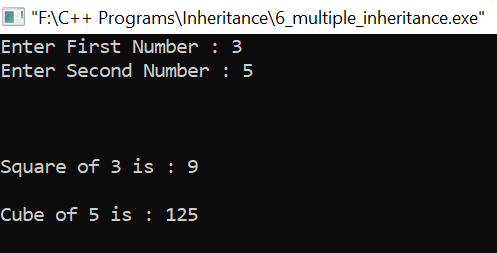 "F:\C++ Programs\Inheritance\6_multiple_inheritance.exe"
Enter First Number : 3
Enter Second Number : 5
Square of 3 is : 9
Cube of 5 is : 125